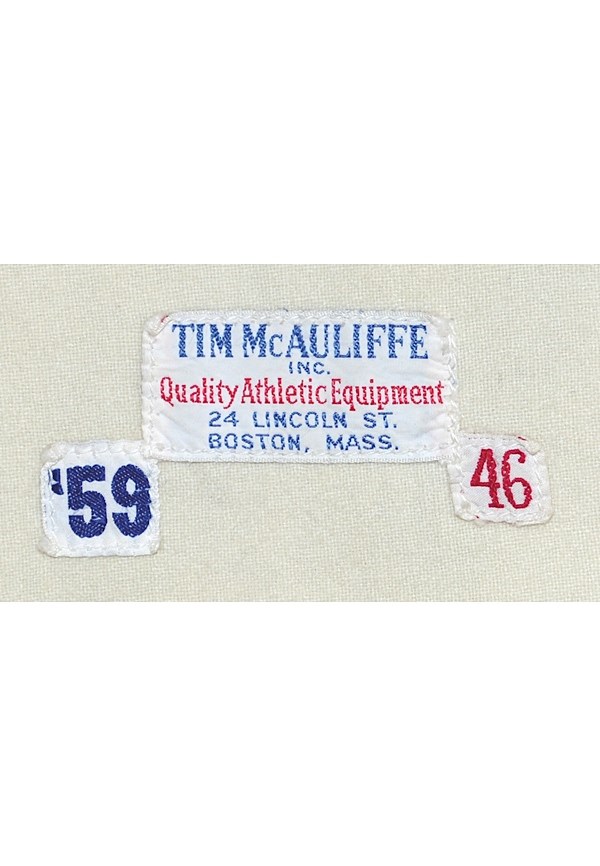 TIM McAULIFFE
INC.
Quality Athletic Equipment
24 LINCOLN ST.
BOSTON, MASS.
'59
46